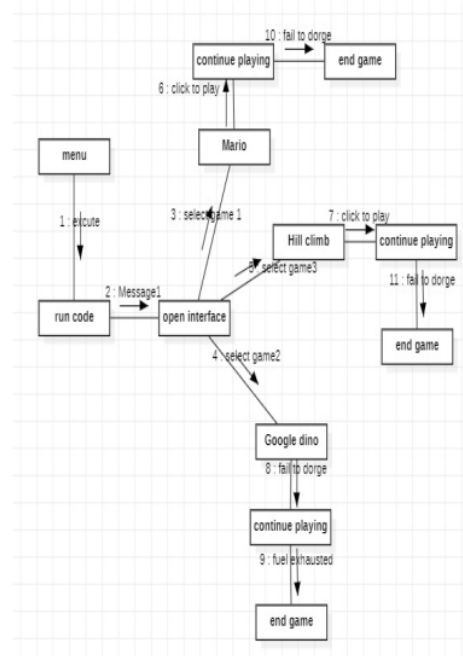 10 : fail to dorge
continue playing
end game
6 : click to play
Mario
menu
1 : excute
3 : select game 1
7 : click to play
Hill climb
continue playing
5 : select game3
11 : fail to dorge
2 : Message1
run code
open interface
end game
4 : select game2
Google dino
8 : fail to dorge
continue playing
9 : fuel exhausted
end game